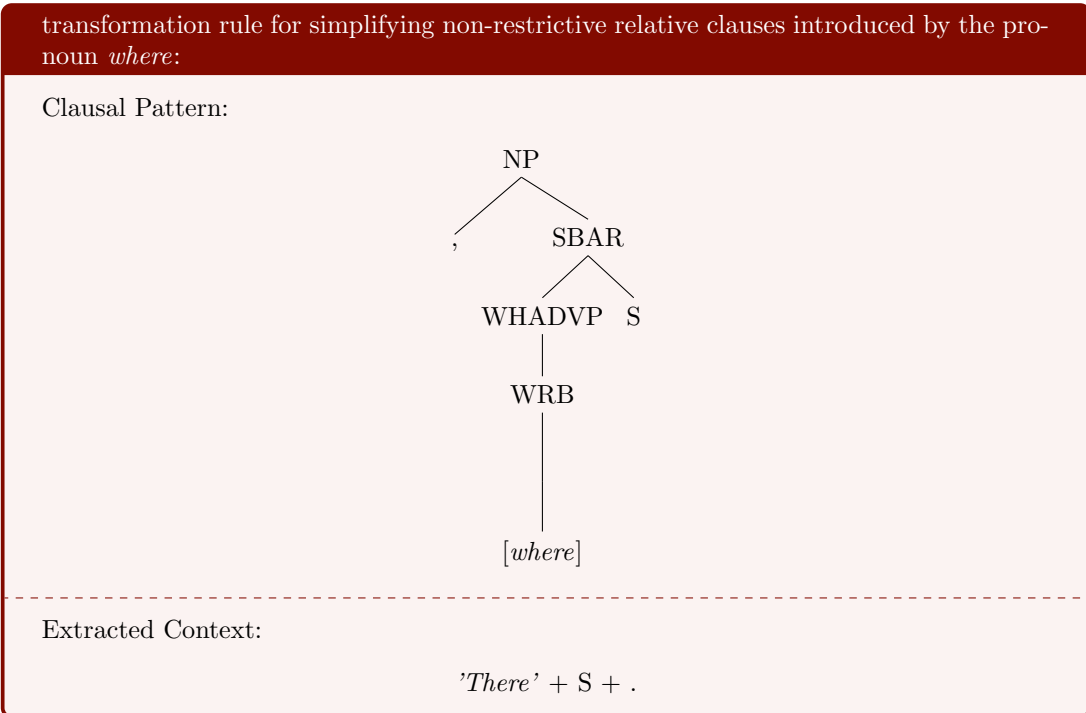 transformation rule for simplifying non-restrictive relative clauses introduced by the pro-
noun where:
Clausal Pattern:
NP
, SBAR
WHADVP S
WRB
[where]
Extracted Context:
’There’ + S + .